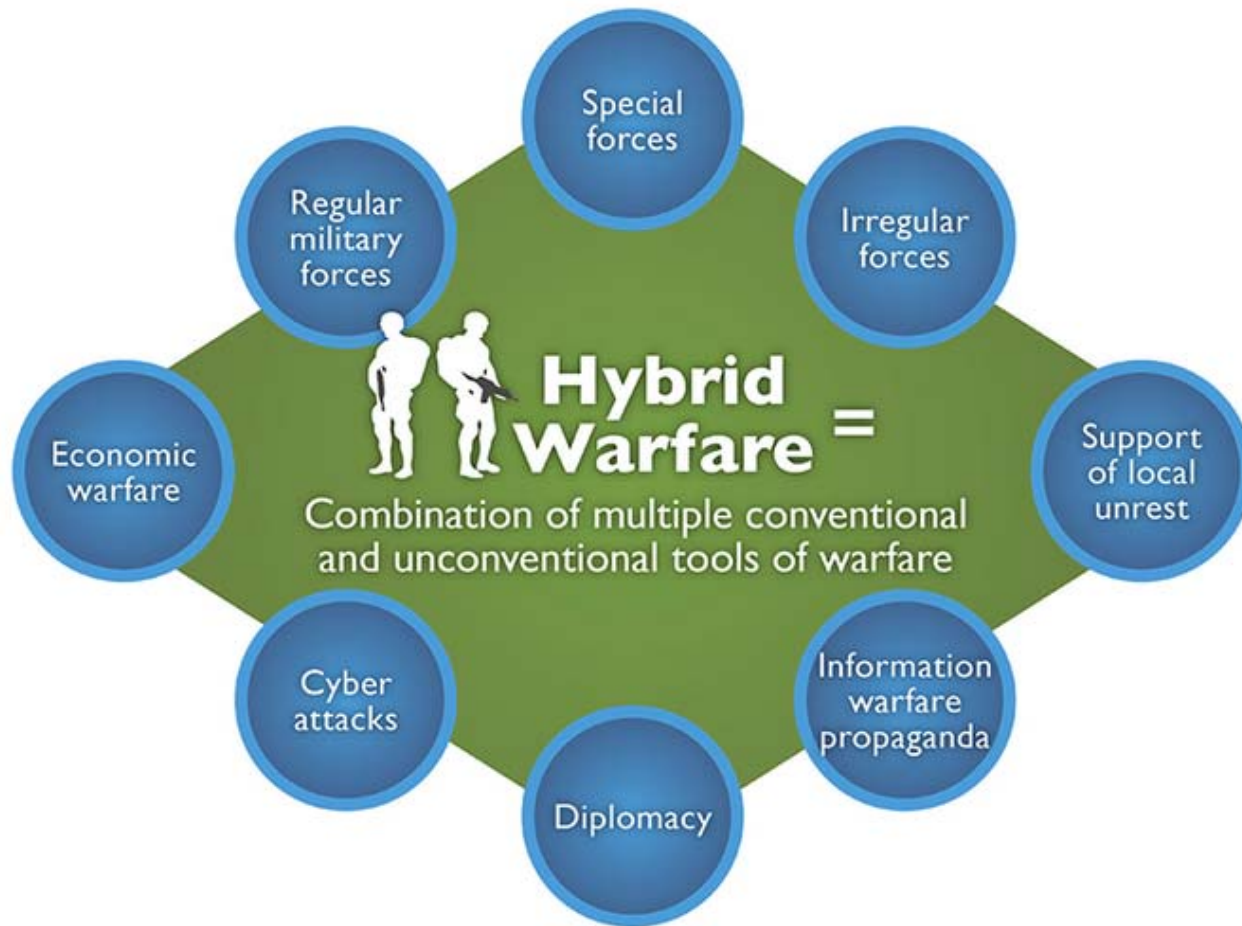 Special
forces
Regular
military
forces
Irregular
forces
Hybrid
Warfare =
Combination of multiple conventional
and unconventional tools of warfare
Economic
warfare
Support
of local
unrest
Cyber
attacks
Information
warfare
propaganda
Diplomacy